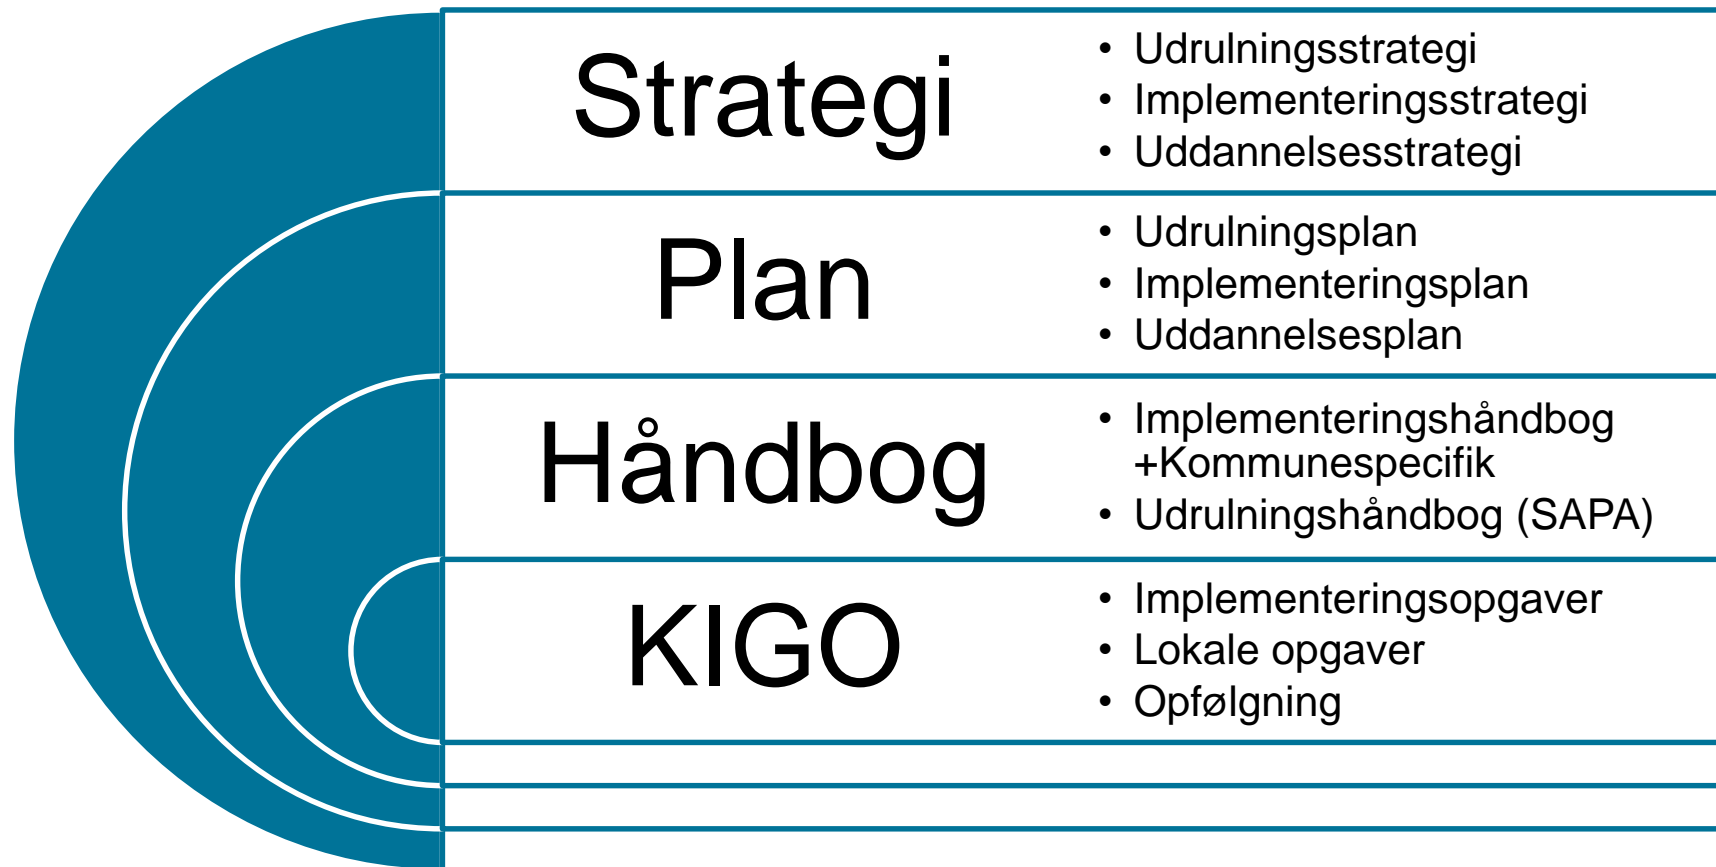 Strategi
• Udrulningsstrategi
• Implementeringsstrategi
• Uddannelsesstrategi
Plan
• Udrulningsplan
• Implementeringsplan
• Uddannelsesplan
Håndbog
• Implementeringshåndbog
+Kommunespecifik
• Udrulningshåndbog (SAPA)
KIGO
• Implementeringsopgaver
• Lokale opgaver
• Opfølgning